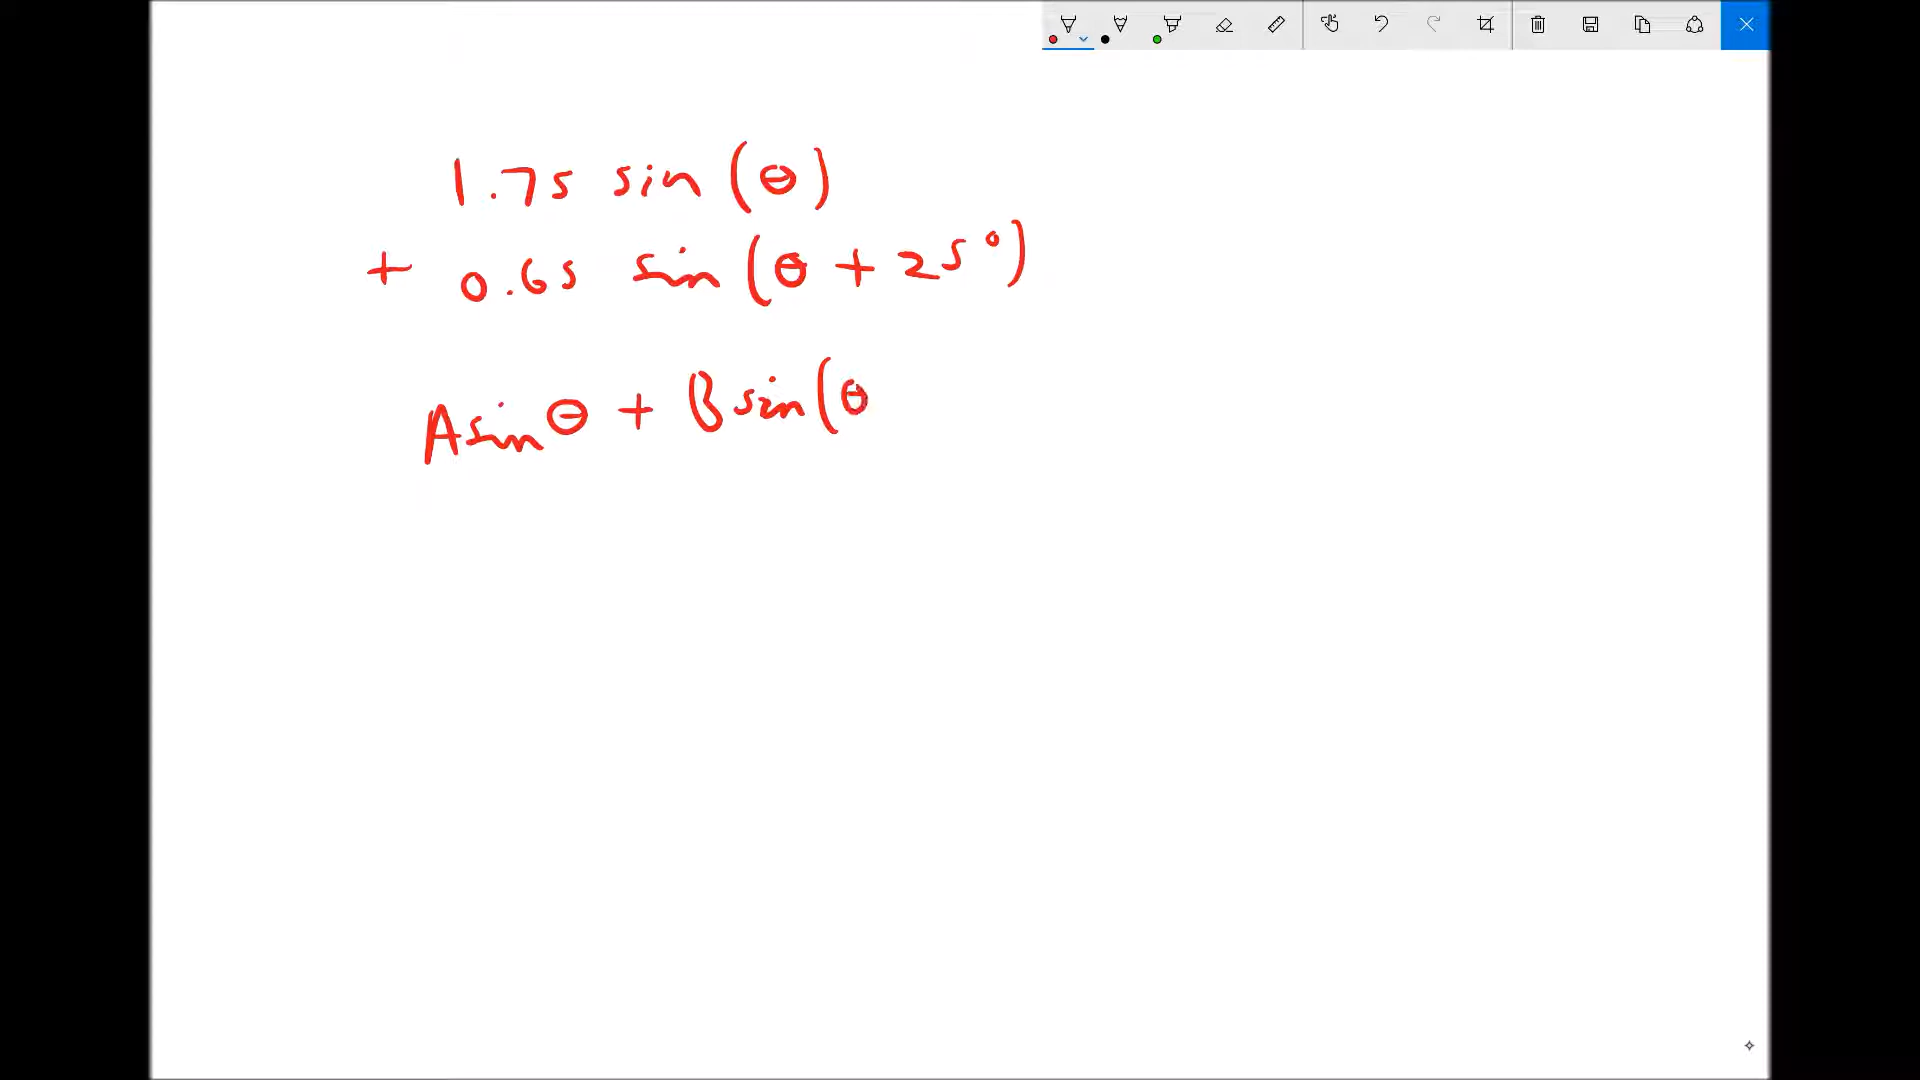 1.75 sin (θ)
+ 0.65 sin (θ + 25°)
A sin θ + B sin (θ